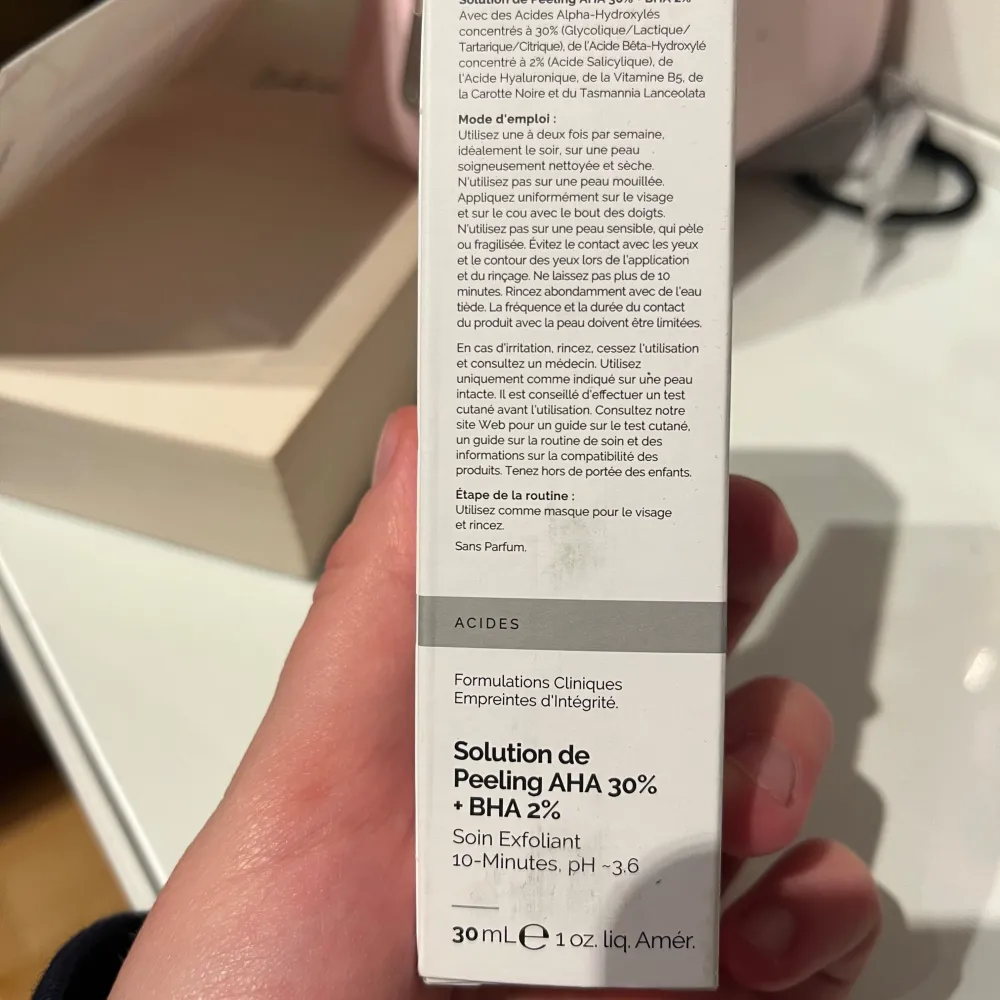 Solution de Peeling AHA 30% + BHA 2%
Avec des Acides Alpha-Hydroxylés
concentrés à 30% (Glycolique/Lactique/
Tartarique/Citrique), de l'Acide Bêta-Hydroxylé
concentré à 2% (Acide Salicylique), de
l'Acide Hyaluronique, de la Vitamine B5, de
la Carotte Noire et du Tasmannia Lanceolata
Mode d'emploi :
Utilisez une à deux fois par semaine,
idéalement le soir, sur une peau
soigneusement nettoyée et sèche.
N'utilisez pas sur une peau mouillée.
Appliquez uniformément sur le visage
et sur le cou avec le bout des doigts.
N'utilisez pas sur une peau sensible, qui pèle
ou fragilisée. Évitez le contact avec les yeux
et le contour des yeux lors de l'application
et du rinçage. Ne laissez pas plus de 10
minutes. Rincez abondamment avec de l'eau
tiède. La fréquence et la durée du contact
du produit avec la peau doivent être limitées.
En cas d'irritation, rincez, cessez l'utilisation
et consultez un médecin. Utilisez
uniquement comme indiqué sur une peau
intacte. Il est conseillé d'effectuer un test
cutané avant l'utilisation. Consultez notre
site Web pour un guide sur le test cutané,
un guide sur la routine de soin et des
informations sur la compatibilité des
produits. Tenez hors de portée des enfants.
Étape de la routine :
Utilisez comme masque pour le visage
et rincez.
Sans Parfum.
ACIDES
Formulations Cliniques
Empreintes d'Intégrité.
Solution de
Peeling AHA 30%
+ BHA 2%
Soin Exfoliant
10-Minutes, pH ~3.6
30 mL ℮ 1 oz. liq. Amér.